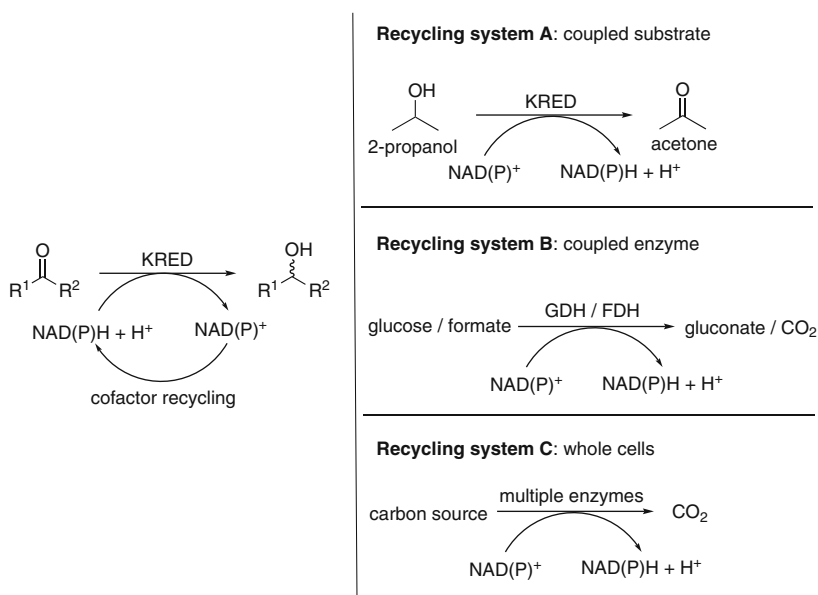 O
R¹
R²
KRED
OH
R¹
R²
NAD(P)H + H⁺
NAD(P)⁺
cofactor recycling
Recycling system A: coupled substrate
OH
2-propanol
KRED
O
acetone
NAD(P)⁺
NAD(P)H + H⁺
Recycling system B: coupled enzyme
glucose / formate
GDH / FDH
gluconate / CO₂
NAD(P)⁺
NAD(P)H + H⁺
Recycling system C: whole cells
carbon source
multiple enzymes
CO₂
NAD(P)⁺
NAD(P)H + H⁺